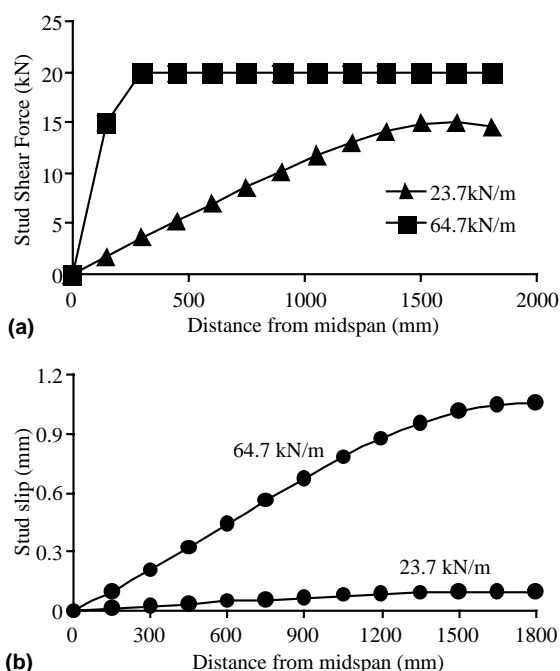 25
20
15
10
5
0
Stud Shear Force (kN)
23.7kN/m
64.7kN/m
0 500 1000 1500 2000
Distance from midspan (mm)
(a)
1.2
0.9
0.6
0.3
0
Stud slip (mm)
64.7 kN/m
23.7 kN/m
0 300 600 900 1200 1500 1800
Distance from midspan (mm)
(b)